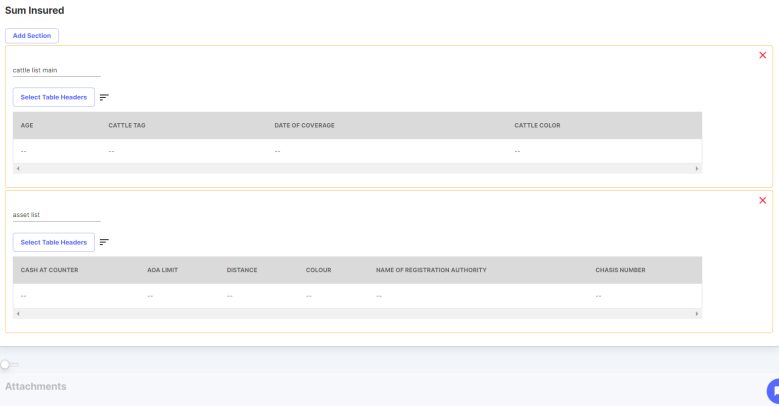 Sum Insured
Add Section
cattle list main
Select Table Headers
AGE CATTLE TAG DATE OF COVERAGE CATTLE COLOR
-- -- -- --
asset list
Select Table Headers
CASH AT COUNTER AOA LIMIT DISTANCE COLOUR NAME OF REGISTRATION AUTHORITY CHASIS NUMBER
-- -- -- -- -- --
Attachments